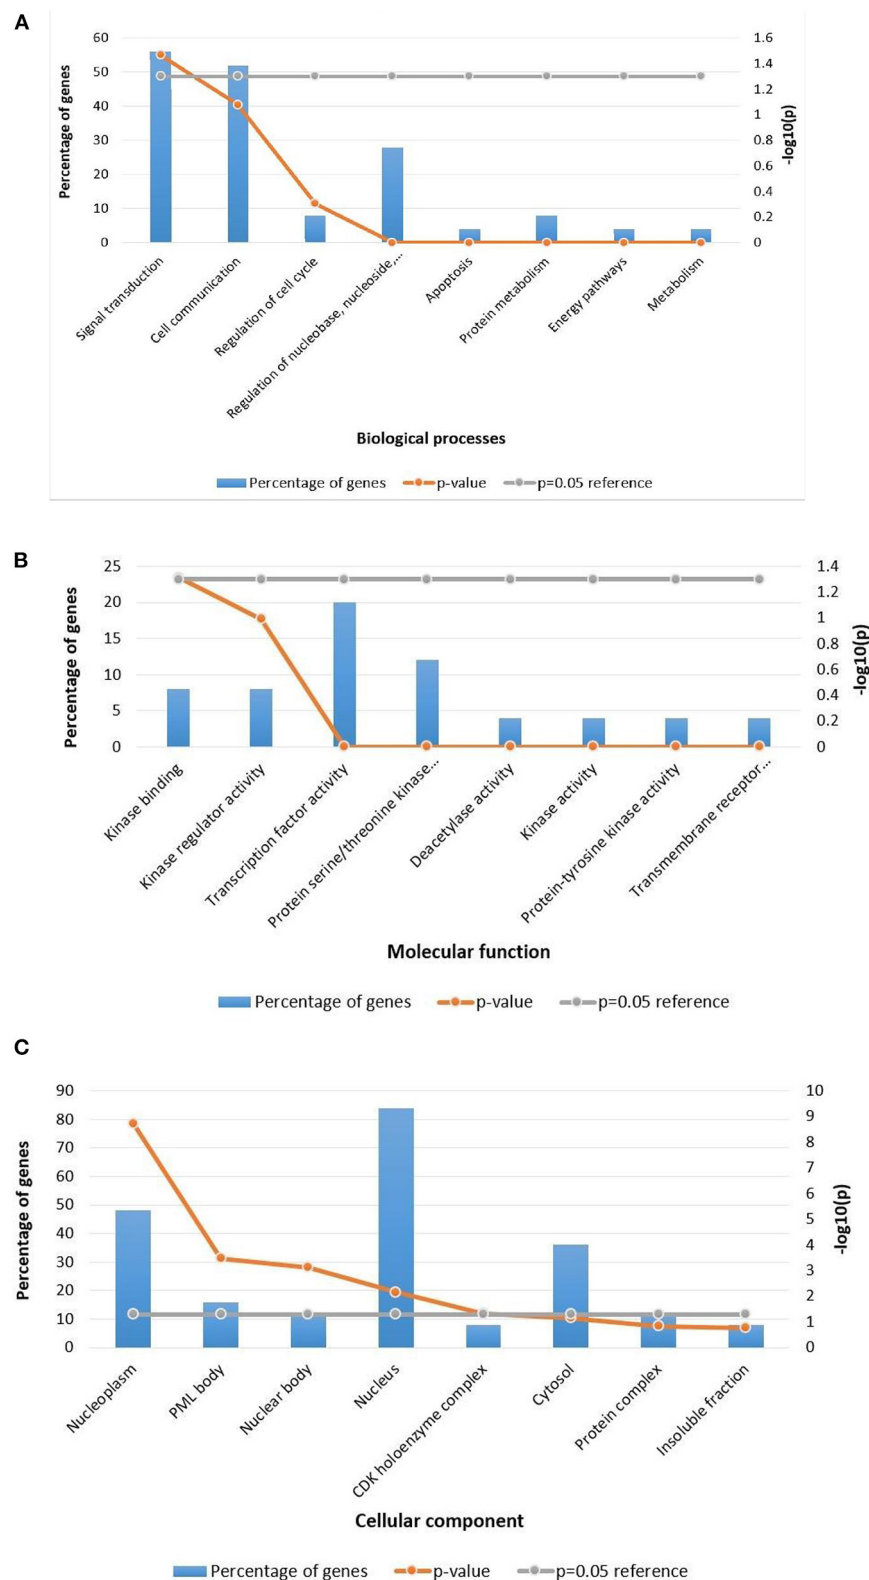 A
60
50
40
30
20
10
0
Percentage of genes
1.6
1.4
1.2
1
0.8
0.6
0.4
0.2
0
-log10(p)
Signal transduction
Cell communication
Regulation of cell cycle
Regulation of nucleobase, nucleoside,...
Apoptosis
Protein metabolism
Energy pathways
Metabolism
Biological processes
Percentage of genes
p-value
p=0.05 reference
B
25
20
15
10
5
0
Percentage of genes
1.4
1.2
1
0.8
0.6
0.4
0.2
0
-log10(p)
Kinase binding
Kinase regulator activity
Transcription factor activity
Protein serine/threonine kinase...
Deacetylase activity
Kinase activity
Protein-tyrosine kinase activity
Transmembrane receptor...
Molecular function
Percentage of genes
p-value
p=0.05 reference
C
90
80
70
60
50
40
30
20
10
0
Percentage of genes
10
9
8
7
6
5
4
3
2
1
0
-log10(p)
Nucleoplasm
PML body
Nuclear body
Nucleus
CDK holoenzyme complex
Cytosol
Protein complex
Insoluble fraction
Cellular component
Percentage of genes
p-value
p=0.05 reference